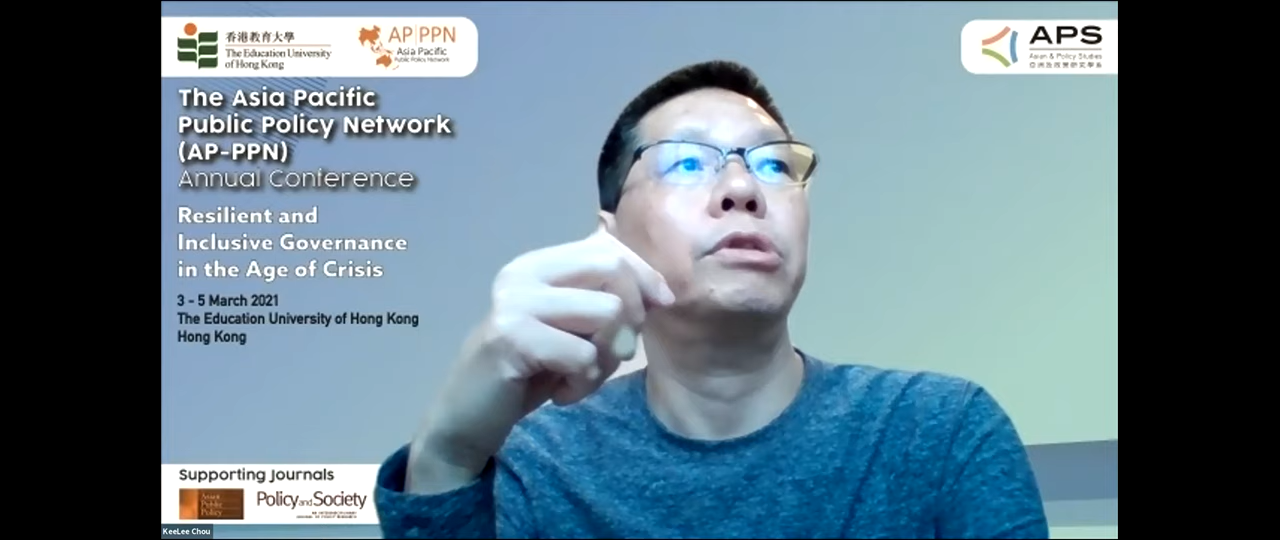 香港教育大學
The Education University
of Hong Kong
AP|PPN
Asia Pacific
Public Policy Network
APS
Asian & Policy Studies
The Asia Pacific
Public Policy Network
(AP-PPN)
Annual Conference
Resilient and
Inclusive Governance
in the Age of Crisis
3 - 5 March 2021
The Education University of Hong Kong
Hong Kong
Supporting Journals
Asian
Public
Policy
Policy and Society
KeeLee Chou